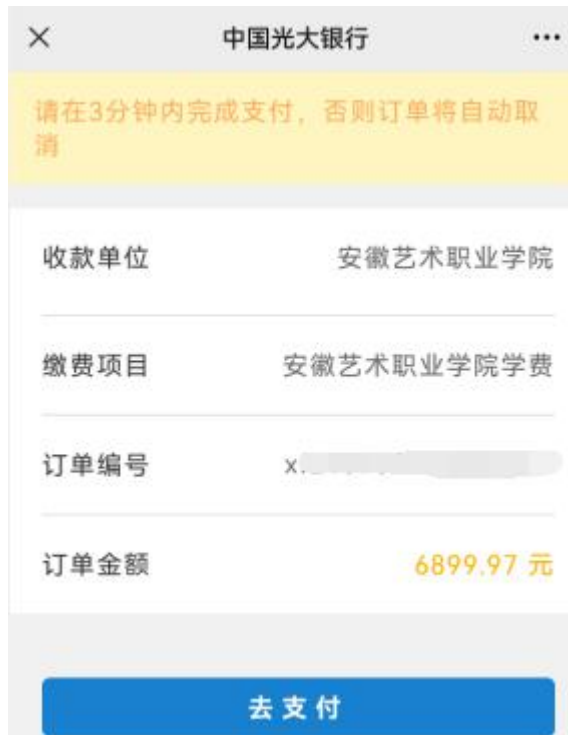 中国光大银行
请在3分钟内完成支付，否则订单将自动取
消
收款单位 安徽艺术职业学院
缴费项目 安徽艺术职业学院学费
订单编号
订单金额 6899.97 元
去支付